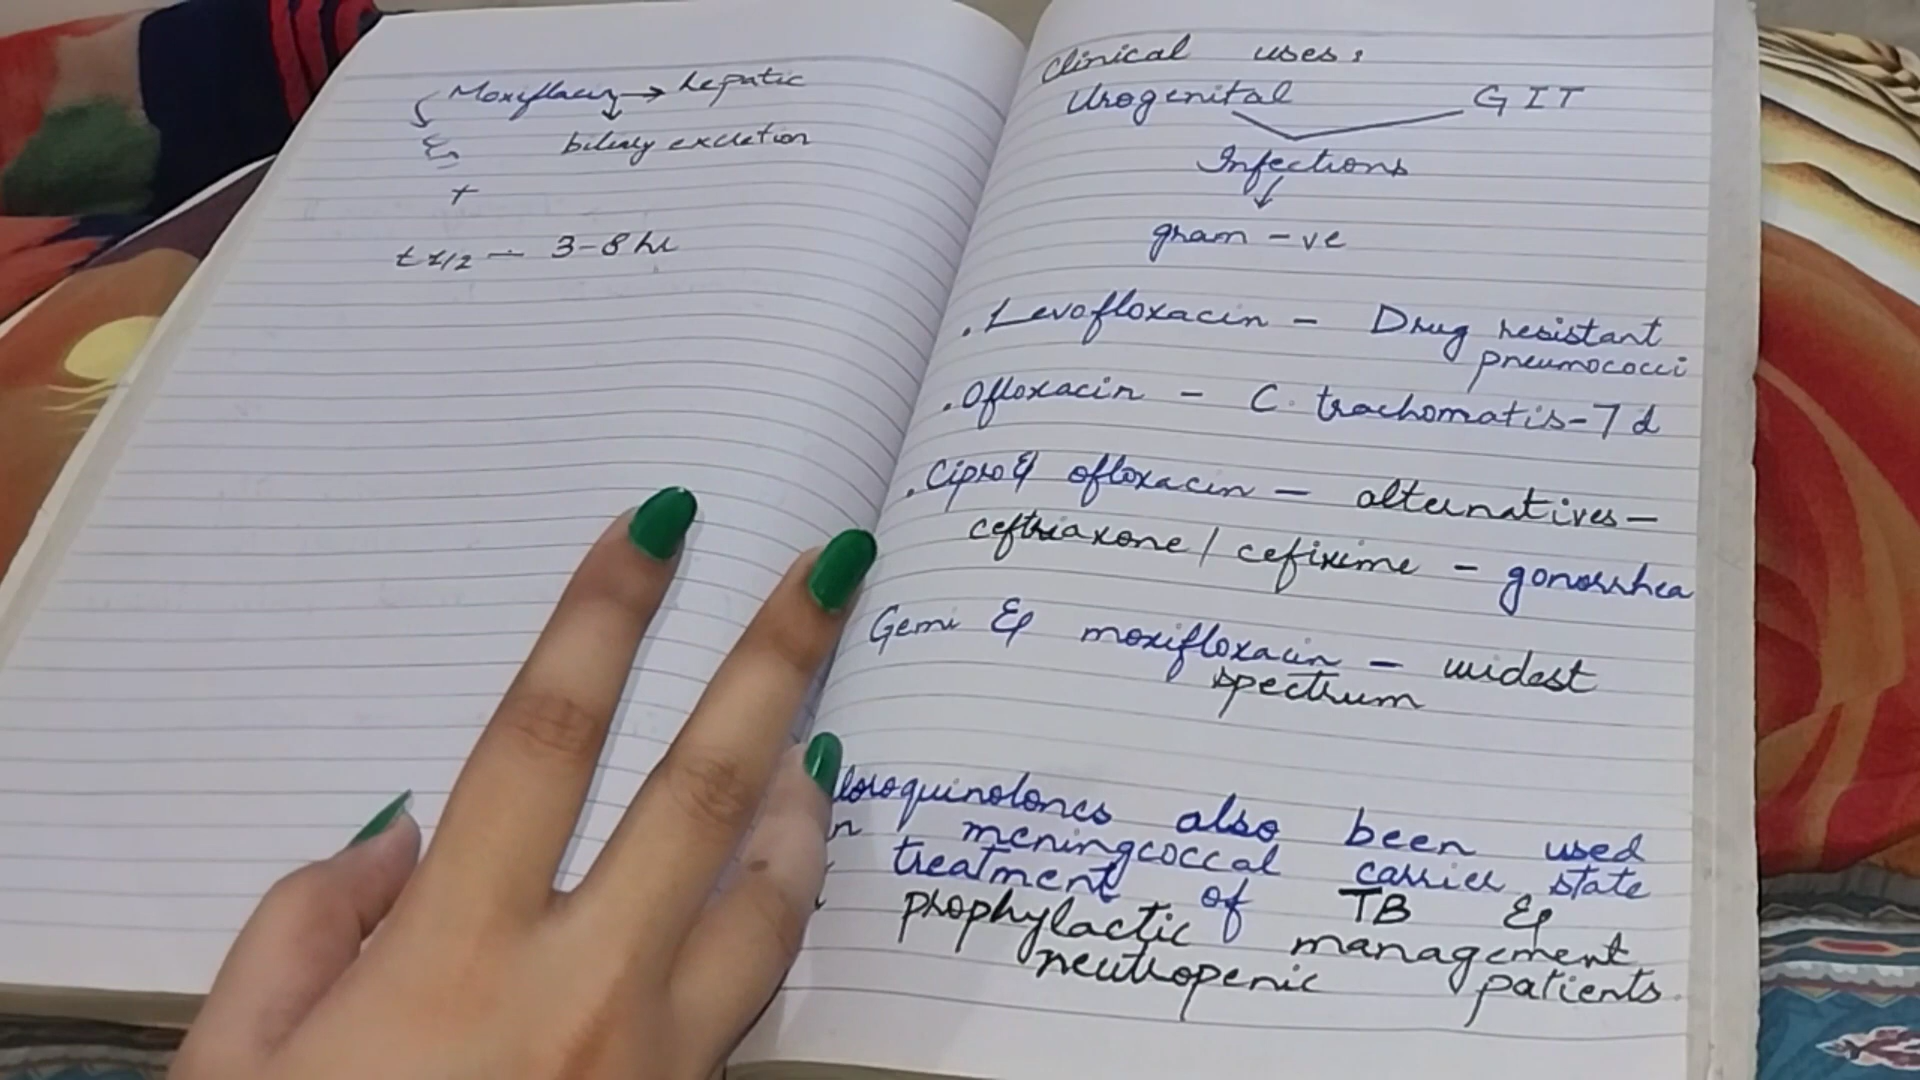 Moxiflacin → hepatic
biliary excretion
+
t 1/2 - 3-8 hr
Clinical uses:
Urogenital GIT
Infections
gram -ve
. Levofloxacin - Drug resistant
pneumococci
. Ofloxacin - C. trachomatis - 7 d
. Cipro & ofloxacin - alternatives -
ceftriaxone / cefixime - gonorrhea
Gemi & moxifloxacin - widest
spectrum
loroquinolones also been used
n meningcoccal carrier state
treatment of TB &
prophylactic management
neutropenic patients.